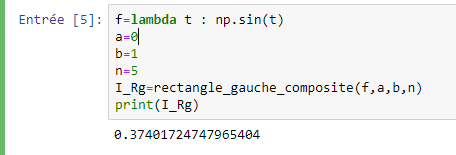 Entrée [5]: f=lambda t : np.sin(t)
a=0
b=1
n=5
I_Rg=rectangle_gauche_composite(f,a,b,n)
print(I_Rg)
0.37401724747965404